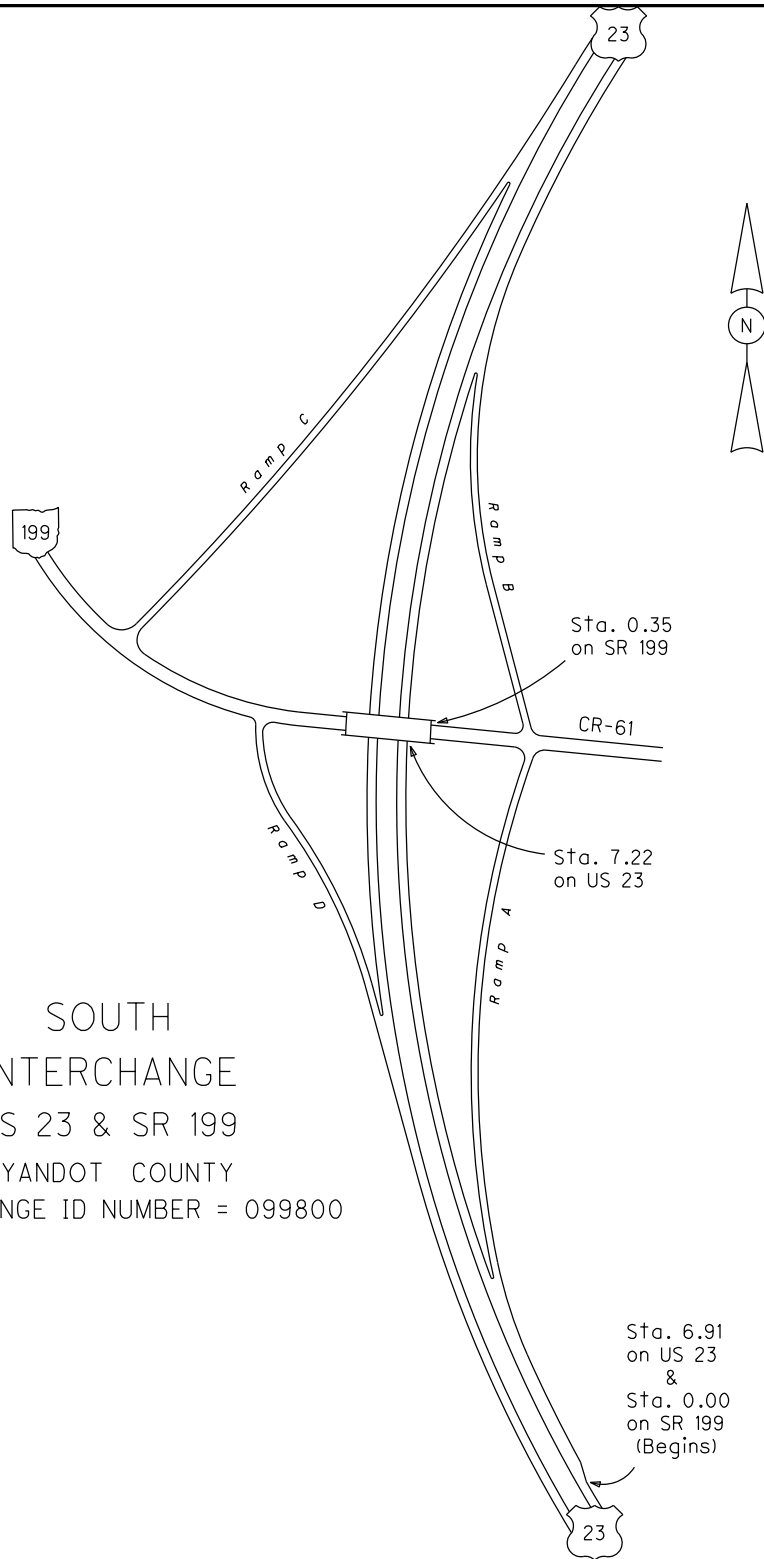 23
N
Ramp C
199
Ramp B
Sta. 0.35
on SR 199
CR-61
Sta. 7.22
on US 23
Ramp D
Ramp A
SOUTH
NTERCHANGE
S 23 & SR 199
YANDOT COUNTY
NGE ID NUMBER = 099800
Sta. 6.91
on US 23
&
Sta. 0.00
on SR 199
(Begins)
23